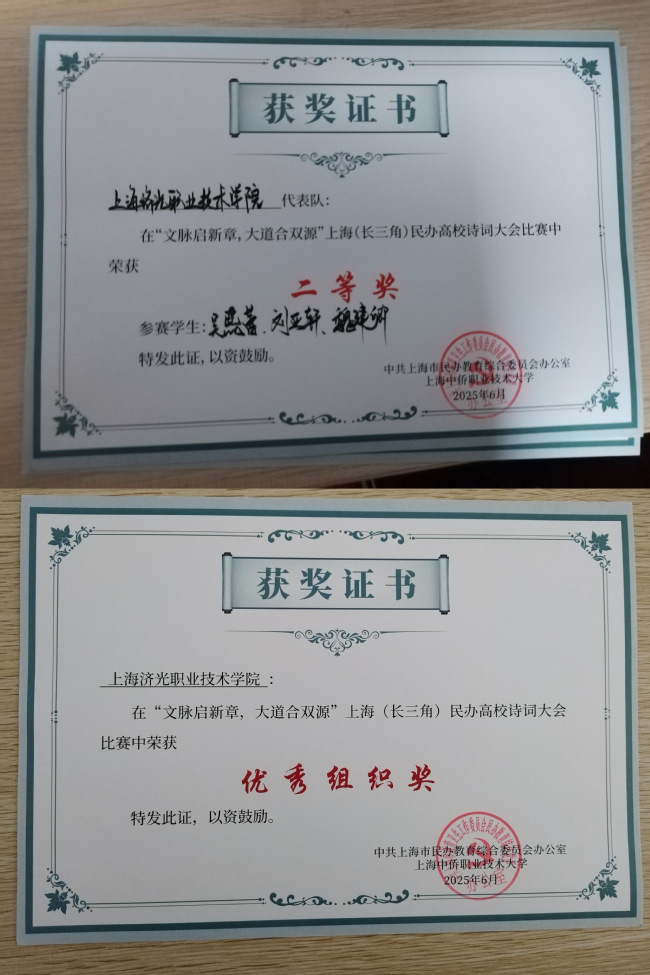 获奖证书
上海济光职业技术学院 代表队：
在“文脉启新章，大道合双源”上海（长三角）民办高校诗词大会比赛中
荣获
二等奖
参赛学生：吴燕蕾、刘亚轩、魏建卿
特发此证，以资鼓励。
中共上海市民办教育综合委员会办公室
上海中侨职业技术大学
2025年6月
获奖证书
上海济光职业技术学院：
在“文脉启新章，大道合双源”上海（长三角）民办高校诗词大会
比赛中荣获
优秀组织奖
特发此证，以资鼓励。
中共上海市民办教育综合委员会办公室
上海中侨职业技术大学
2025年6月